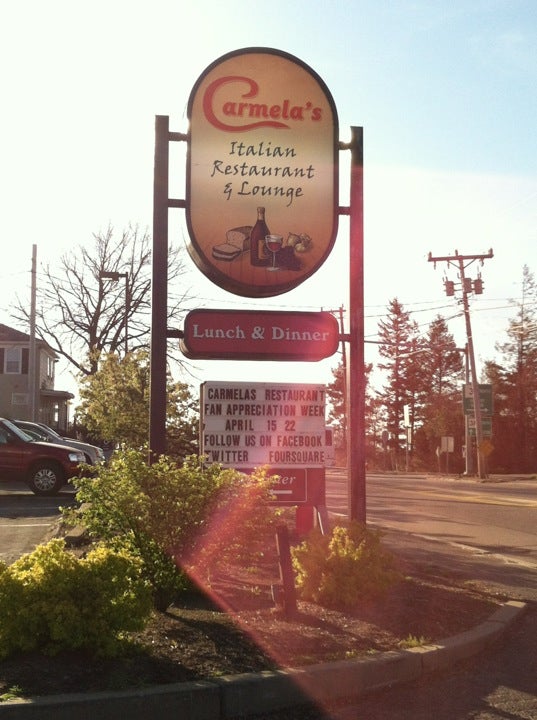 Carmela's
Italian
Restaurant
& Lounge
Lunch & Dinner
CARMELAS RESTAURANT
FAN APPRECIATION WEEK
APRIL 15 22
FOLLOW US ON FACEBOOK
TWITTER FOURSQUARE